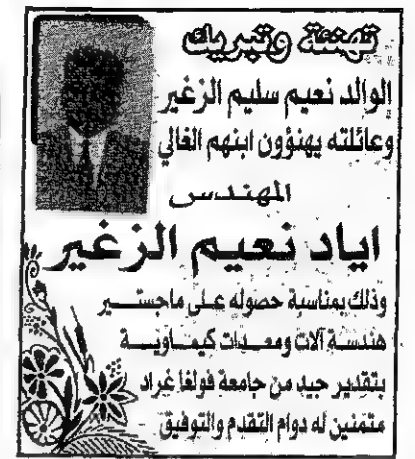 تهنئة وتبريك
الوالد نعيم سليم الزغير
وعائلته يهنؤون ابنهم الغالي
المهندس
اياد نعيم الزغير
وذلك بمناسبة حصوله على ماجستير
هندسة آلات ومعدات كيماوية
بتقدير جيد من جامعة فولغا غراد
متمنين له دوام التقدم والتوفيق